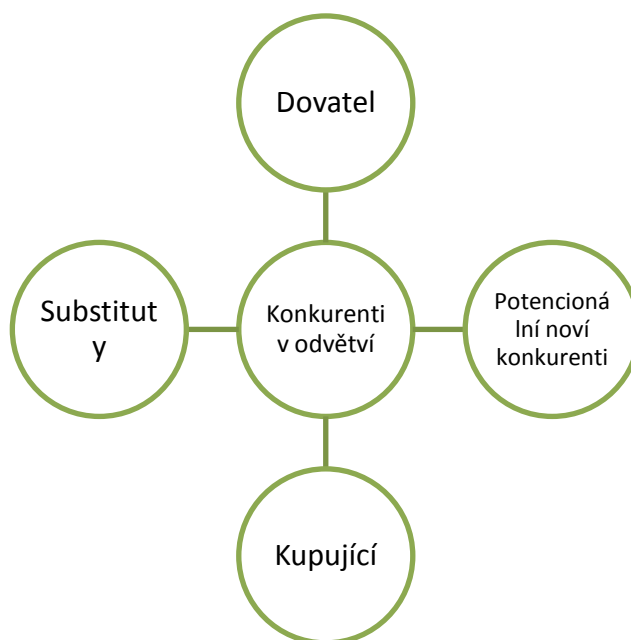 Dovatel
Substitut
y
Konkurenti
v odvětví
Potencioná
lní noví
konkurenti
Kupující